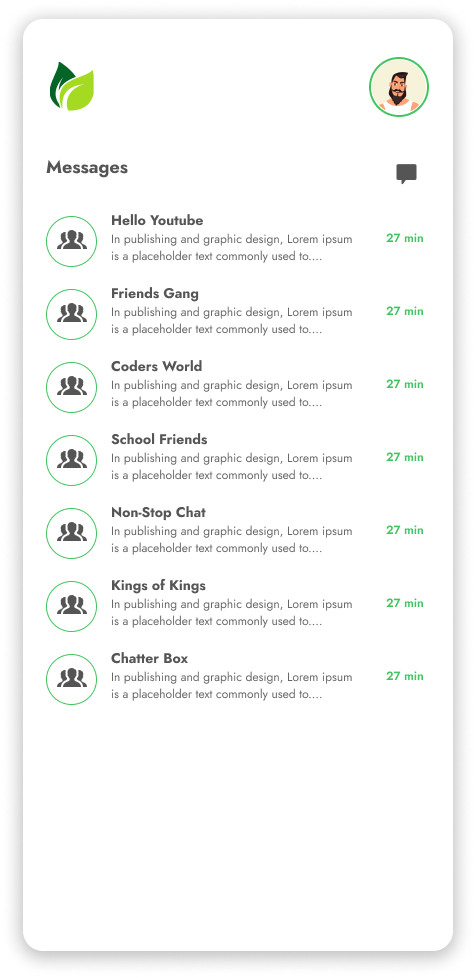 Messages
Hello Youtube
In publishing and graphic design, Lorem ipsum
is a placeholder text commonly used to....
27 min
Friends Gang
In publishing and graphic design, Lorem ipsum
is a placeholder text commonly used to....
27 min
Coders World
In publishing and graphic design, Lorem ipsum
is a placeholder text commonly used to....
27 min
School Friends
In publishing and graphic design, Lorem ipsum
is a placeholder text commonly used to....
27 min
Non-Stop Chat
In publishing and graphic design, Lorem ipsum
is a placeholder text commonly used to....
27 min
Kings of Kings
In publishing and graphic design, Lorem ipsum
is a placeholder text commonly used to....
27 min
Chatter Box
In publishing and graphic design, Lorem ipsum
is a placeholder text commonly used to....
27 min